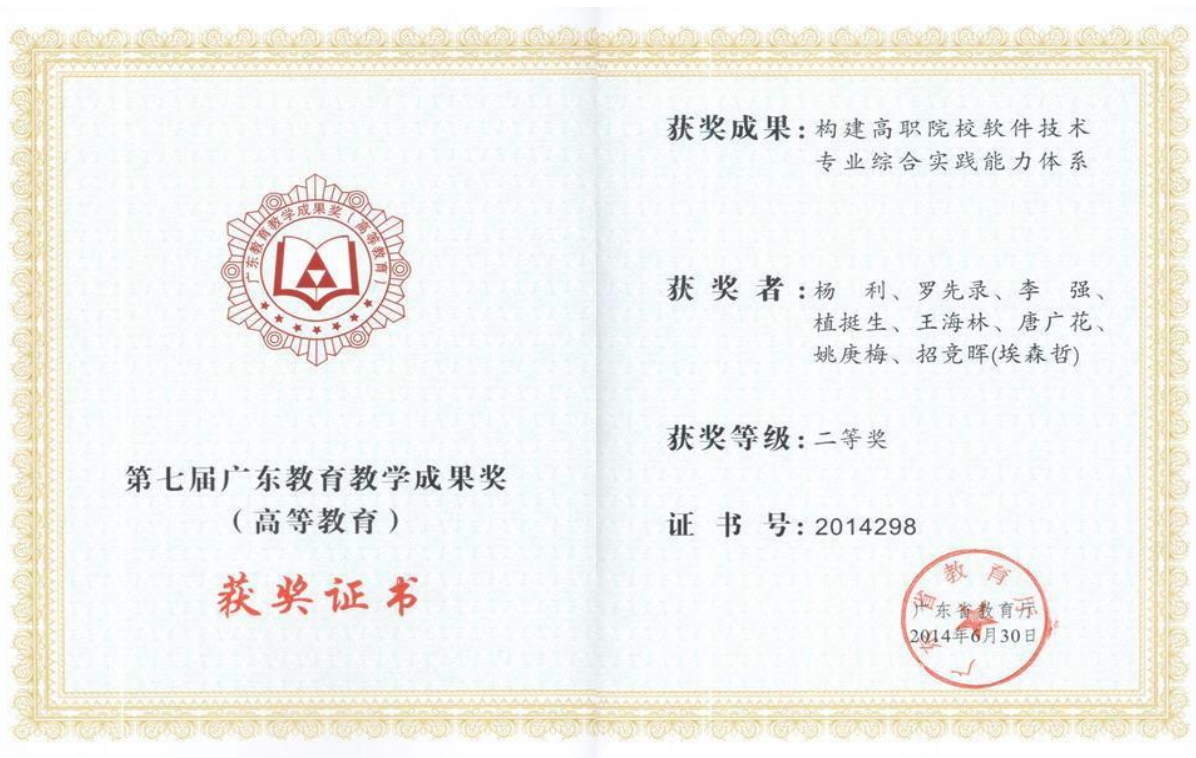 广东教育教学成果奖(高等教育)
第七届广东教育教学成果奖
(高等教育)
获奖证书
获奖成果:构建高职院校软件技术
专业综合实践能力体系
获奖者:杨 利、罗先录、李 强、
植挺生、王海林、唐广花、
姚庚梅、招竞晖(埃森哲)
获奖等级:二等奖
证书号:2014298
广东省教育厅
广东省教育厅
2014年6月30日